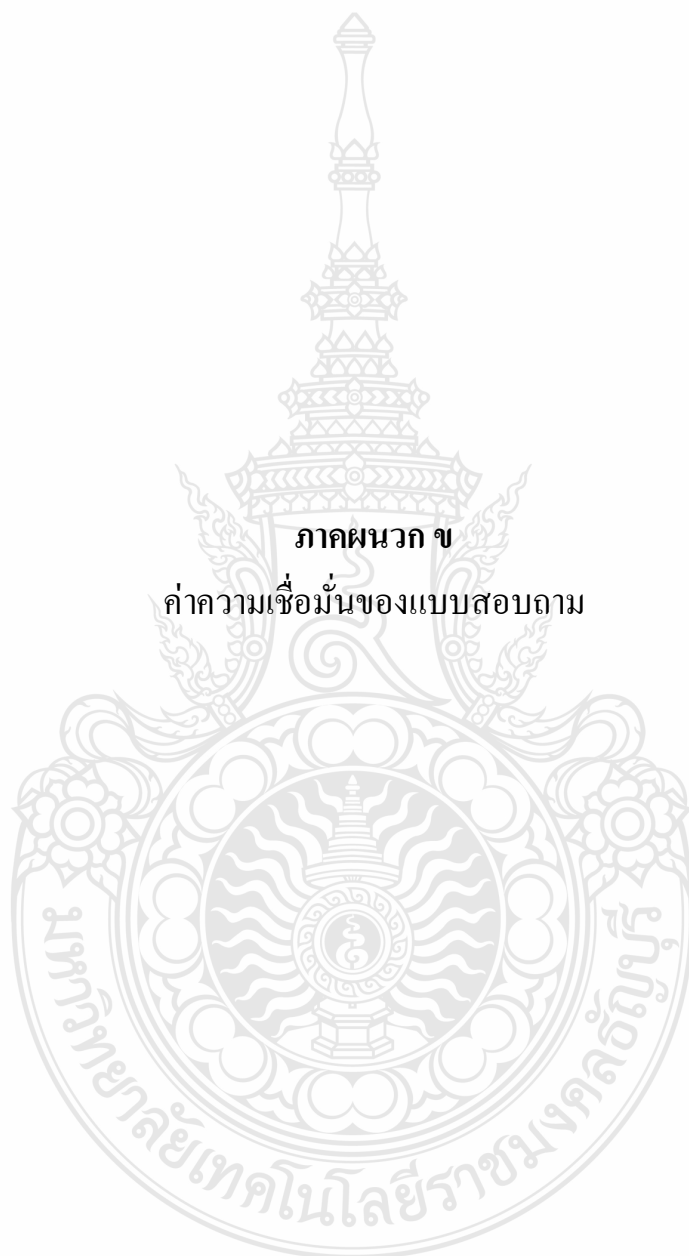 ภาคผนวก ข
ค่าความเชื่อมั่นของแบบสอบถาม
มหาวิทยาลัยเทคโนโลยีราชมงคลธัญบุรี